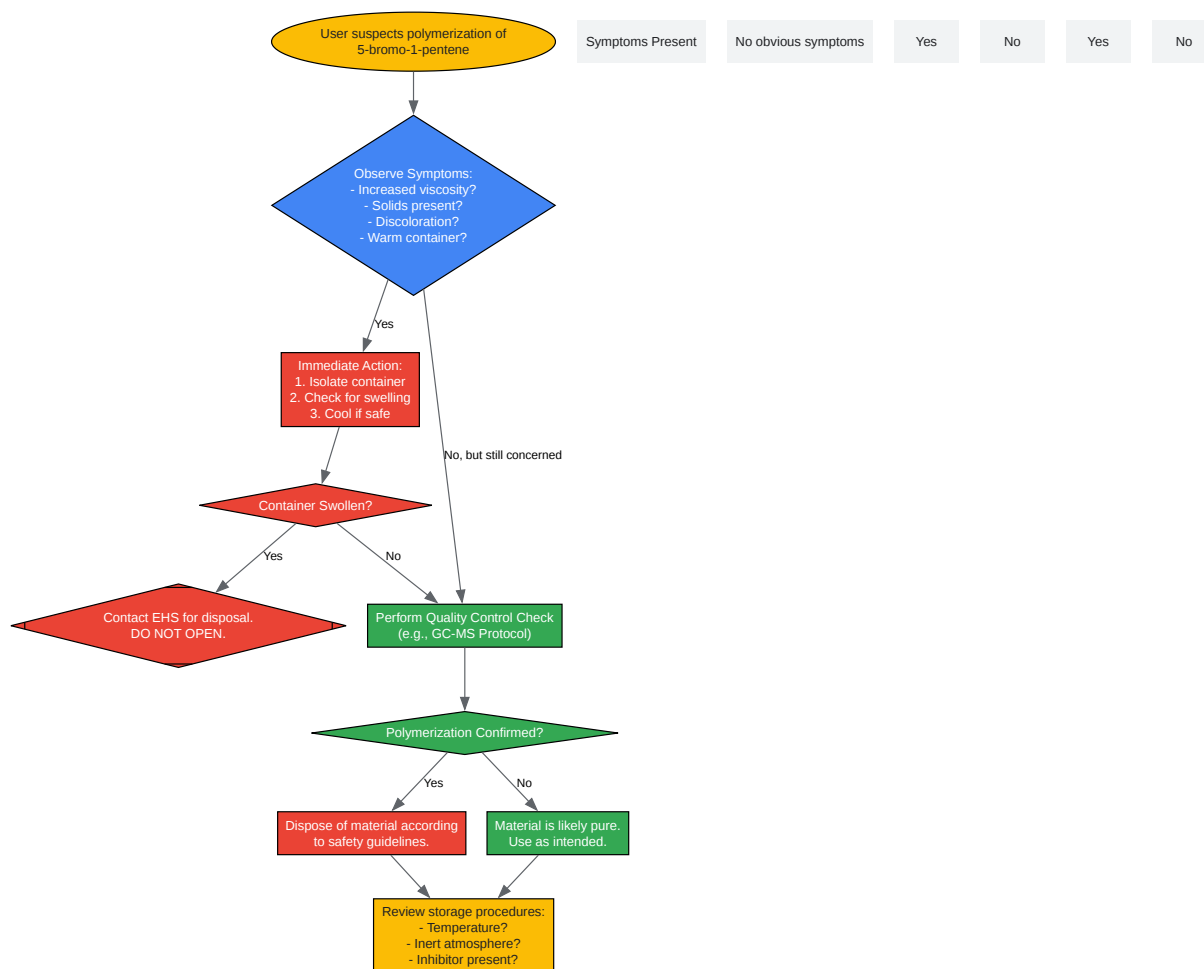 User suspects polymerization of
5-bromo-1-pentene
Symptoms Present
No obvious symptoms
Yes
No
Yes
No
Observe Symptoms:
- Increased viscosity?
- Solids present?
- Discoloration?
- Warm container?
Yes
Immediate Action:
1. Isolate container
2. Check for swelling
3. Cool if safe
No, but still concerned
Container Swollen?
Yes
No
Contact EHS for disposal.
DO NOT OPEN.
Perform Quality Control Check
(e.g., GC-MS Protocol)
Polymerization Confirmed?
Yes
No
Dispose of material according
to safety guidelines.
Material is likely pure.
Use as intended.
Review storage procedures:
- Temperature?
- Inert atmosphere?
- Inhibitor present?